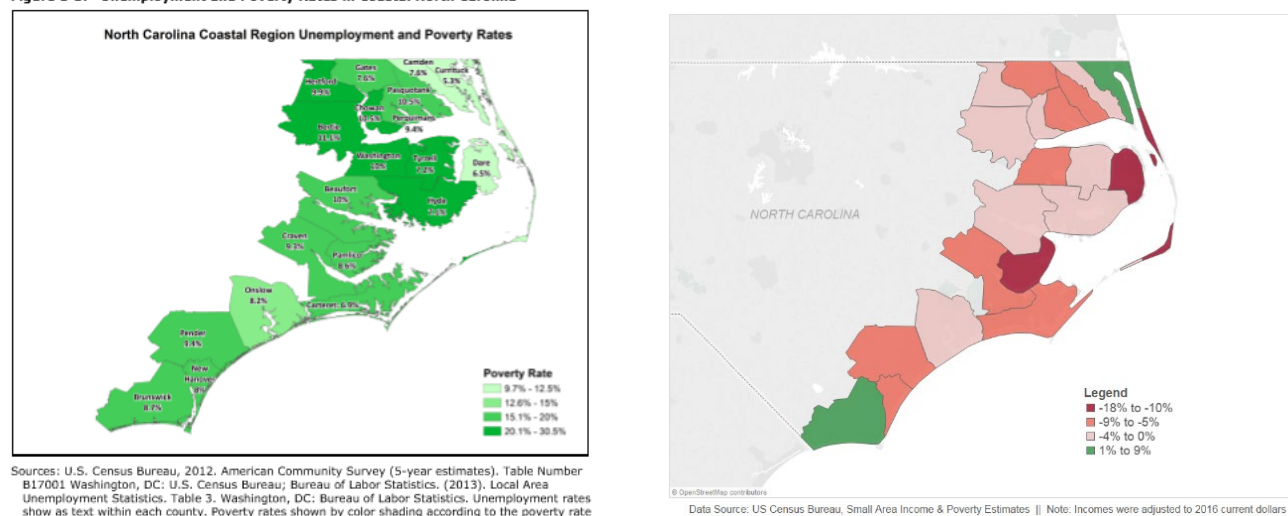 North Carolina Coastal Region Unemployment and Poverty Rates
Camden
7.6%
Gates
7.6%
Currituck
5.3%
Hertford
9.9%
Pasquotank
10.5%
Chowan
Perquimans
9.4%
Bertie
11.1%
Washington
Tyrrell
Dare
6.5%
Beaufort
10%
Hyde
Craven
9.3%
Pamlico
8.6%
Onslow
8.2%
Carteret 6.9%
Pender
9.4%
New
Hanover
Brunswick
8.7%
Poverty Rate
9.7% - 12.5%
12.6% - 15%
15.1% - 20%
20.1% - 30.5%
Sources: U.S. Census Bureau, 2012. American Community Survey (5-year estimates). Table Number
B17001 Washington, DC: U.S. Census Bureau; Bureau of Labor Statistics. (2013). Local Area
Unemployment Statistics. Table 3. Washington, DC: Bureau of Labor Statistics. Unemployment rates
show as text within each county. Poverty rates shown by color shading according to the poverty rate
NORTH CAROLINA
Legend
-18% to -10%
-9% to -5%
-4% to 0%
1% to 9%
© OpenStreetMap contributors
Data Source: US Census Bureau, Small Area Income & Poverty Estimates || Note: Incomes were adjusted to 2016 current dollars